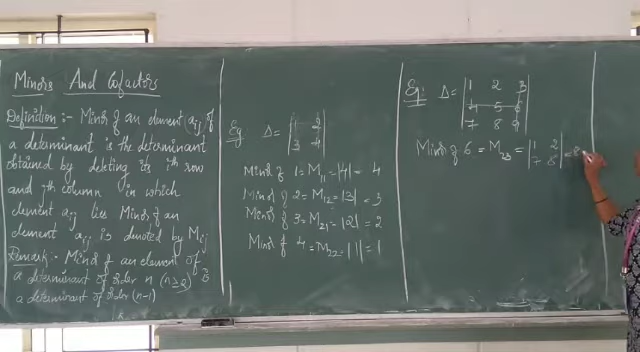 Minors And Cofactors
Definition :- Minor of an element aij of
a determinant is the determinant
obtained by deleting its ith row
and jth column in which
element aij lies Minor of an
element aij is denoted by Mij
Remark - Minor of an element of
a determinant of order n (n≥2) is
a determinant of order (n-1)
Eg Δ = |1 2|
|3 4|
Minor of 1 = M11 = |4| = 4
Minor of 2 = M12 = |3| = 3
Minor of 3 = M21 = |2| = 2
Minor of 4 = M22 = |1| = 1
Eg: Δ = |1 2 3|
|4 5 6|
|7 8 9|
Minor of 6 = M23 = |1 2| = 8
|7 8|